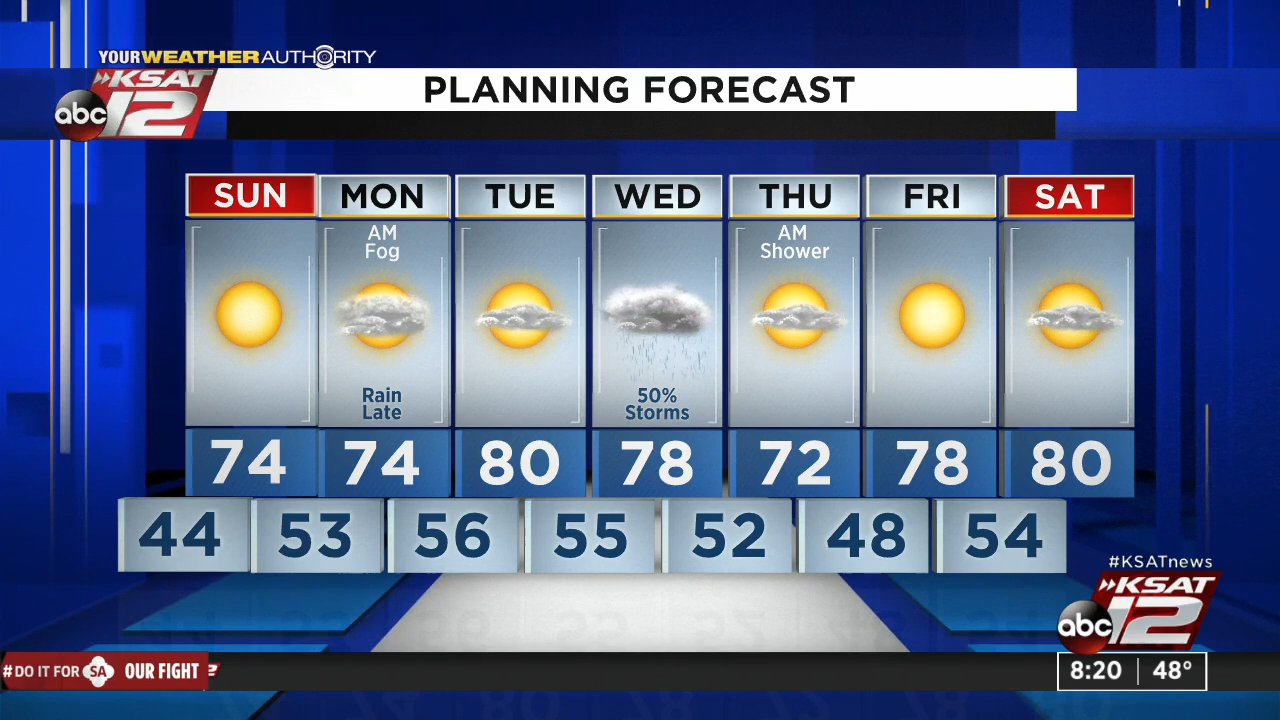 YOURWEATHERAUTHORITY
KSAT
abc 12
PLANNING FORECAST
SUN MON TUE WED THU FRI SAT
AM
Fog
AM
Shower
Rain
Late
50%
Storms
74 74 80 78 72 78 80
44 53 56 55 52 48 54
#KSATnews
KSAT
abc 12
#DO IT FOR SA OUR FIGHT
8:20 48°